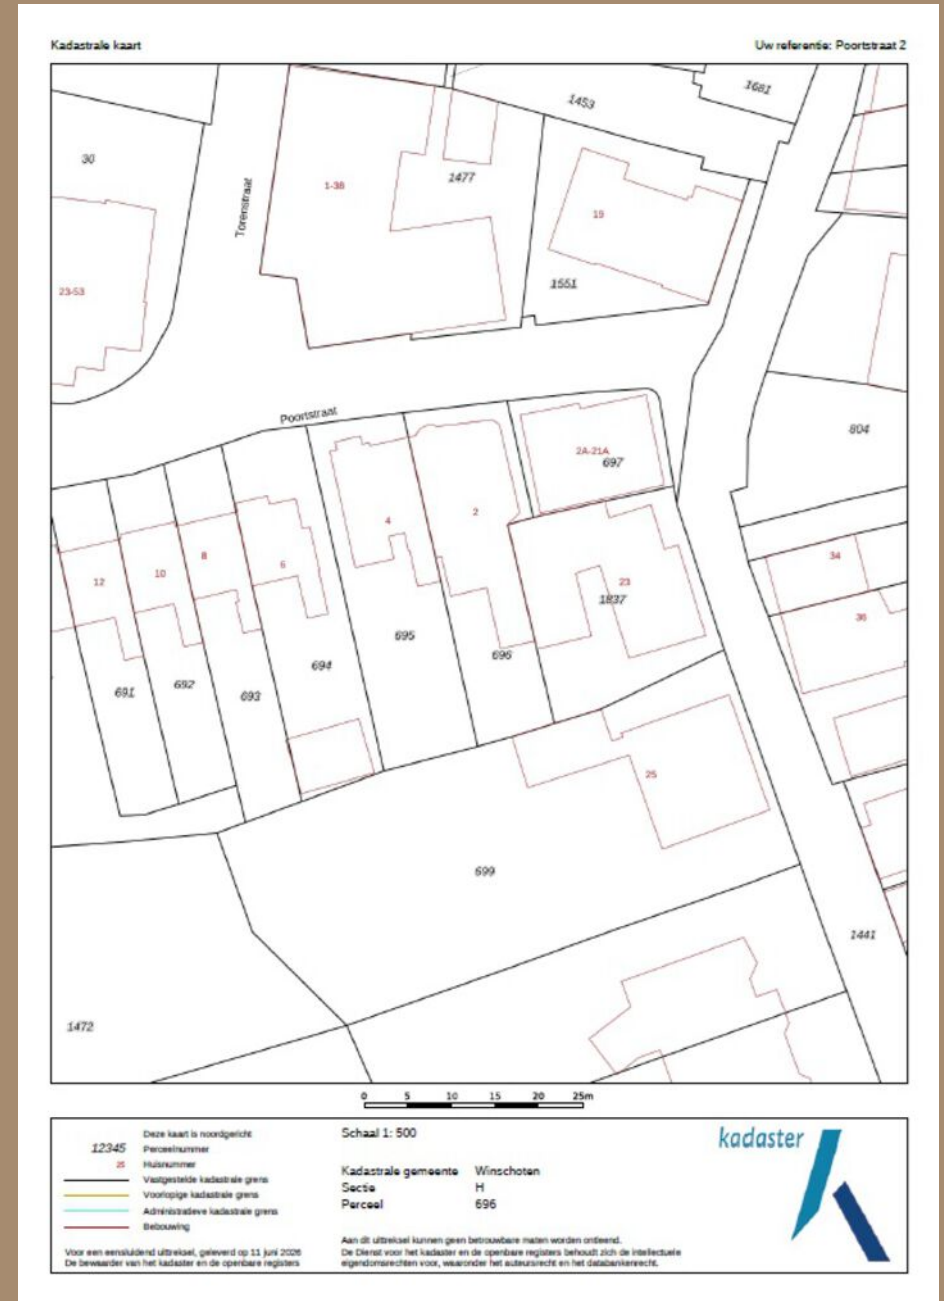 Kadastrale kaart
Uw referentie: Poortstraat 2
1681
1453
30
1-38
1477
Torenstraat
19
23-53
1551
Poortstraat
804
2A-21A
697
2
4
34
8
12
10
6
23
1837
36
695
696
694
691
692
693
25
699
1441
1472
0 5 10 15 20 25m
Deze kaart is noordgericht
12345 Perceelnummer
25 Huisnummer
Vastgestelde kadastrale grens
Voorlopige kadastrale grens
Administratieve kadastrale grens
Bebouwing
Voor een eensluidend uittreksel, geleverd op 11 juni 2026
De bewaarder van het kadaster en de openbare registers
Schaal 1: 500
Kadastrale gemeente Winschoten
Sectie H
Perceel 696
Aan dit uittreksel kunnen geen betrouwbare maten worden ontleend.
De Dienst voor het kadaster en de openbare registers behoudt zich de intellectuele
eigendomsrechten voor, waaronder het auteursrecht en het databankenrecht.
kadaster